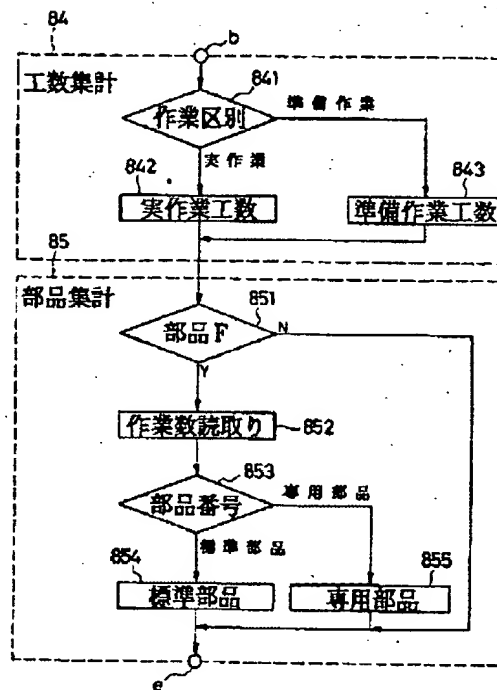 84
b
工数集計
841
作業区別
準備作業
実作業
842
843
実作業工数
準備作業工数
85
部品集計
851
部品F
N
Y
作業数読取り
852
853
部品番号
専用部品
標準部品
854
855
標準部品
専用部品
e